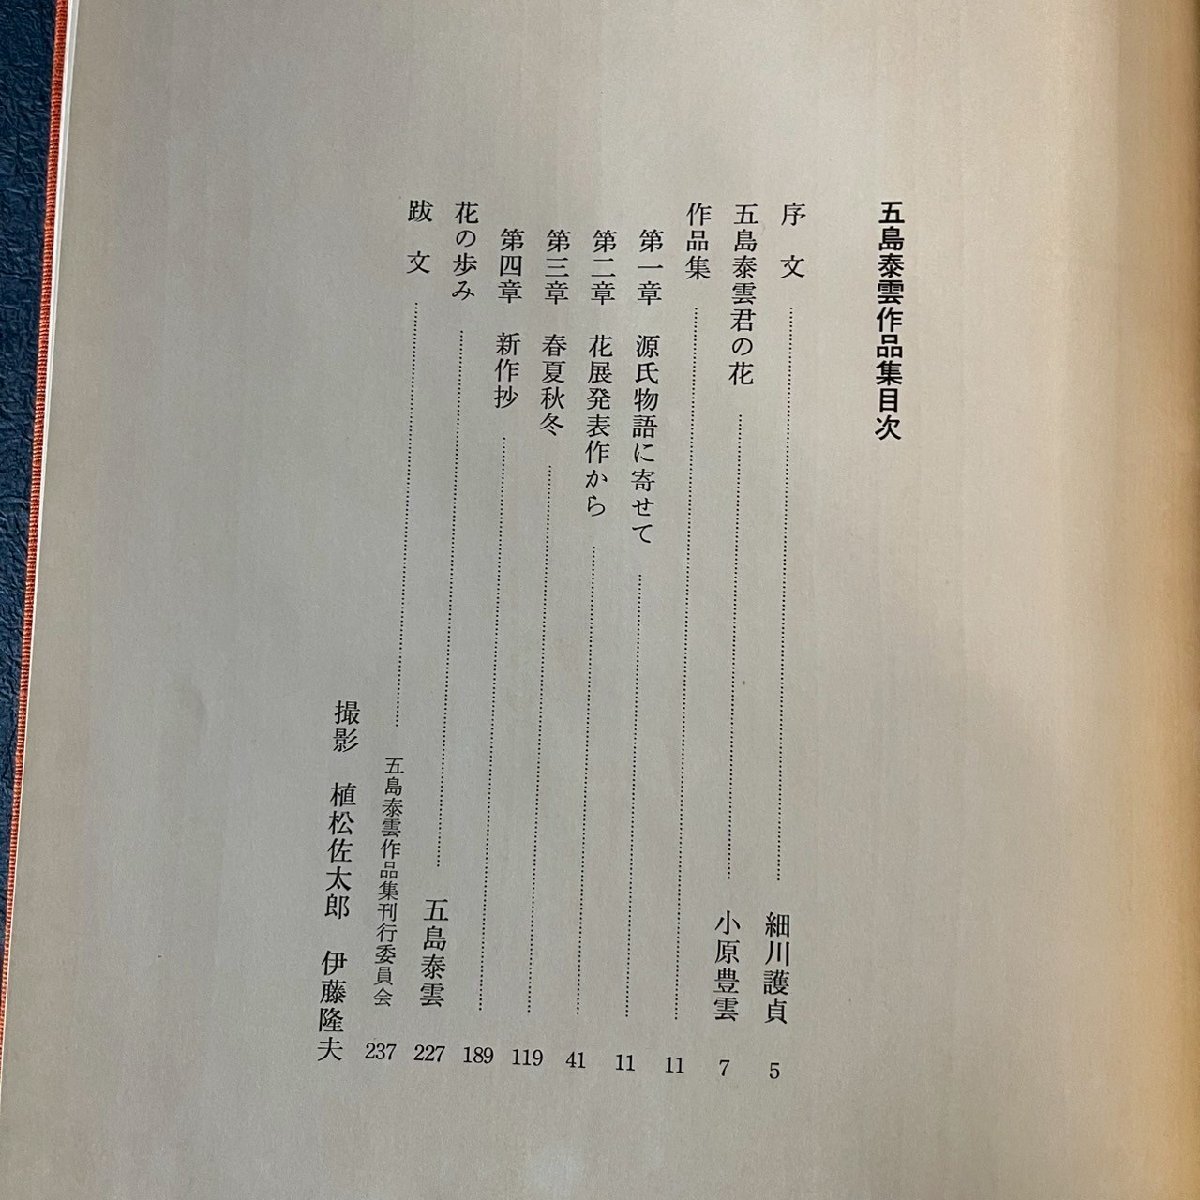 五島泰雲作品集目次
序 文……細川護貞 5
五島泰雲君の花……小原豊雲 7
作品集……11
第一章 源氏物語に寄せて……11
第二章 花展発表作から……41
第三章 春夏秋冬……119
第四章 新作抄……189
花の歩み……五島泰雲 227
跋 文……五島泰雲作品集刊行委員会 237
撮影 植松佐太郎 伊藤隆夫